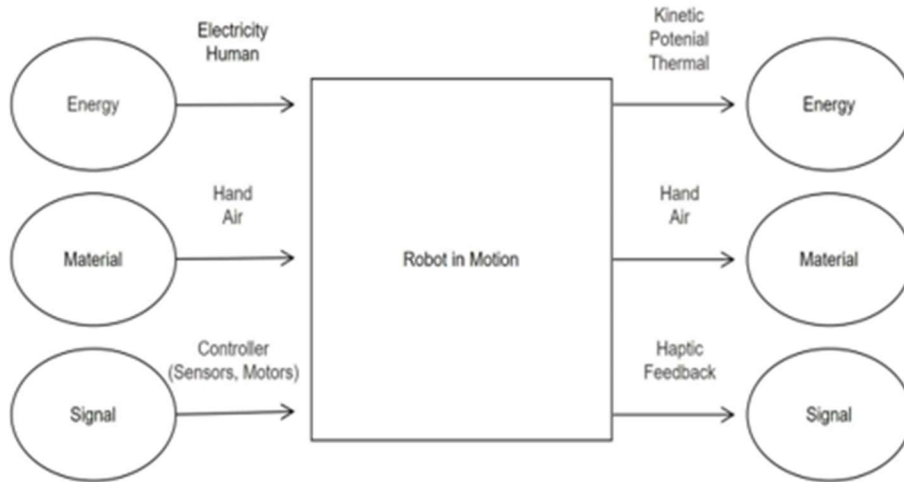 Electricity
Human
Kinetic
Potenial
Thermal
Energy
Energy
Hand
Air
Hand
Air
Material
Robot in Motion
Material
Controller
(Sensors, Motors)
Haptic
Feedback
Signal
Signal